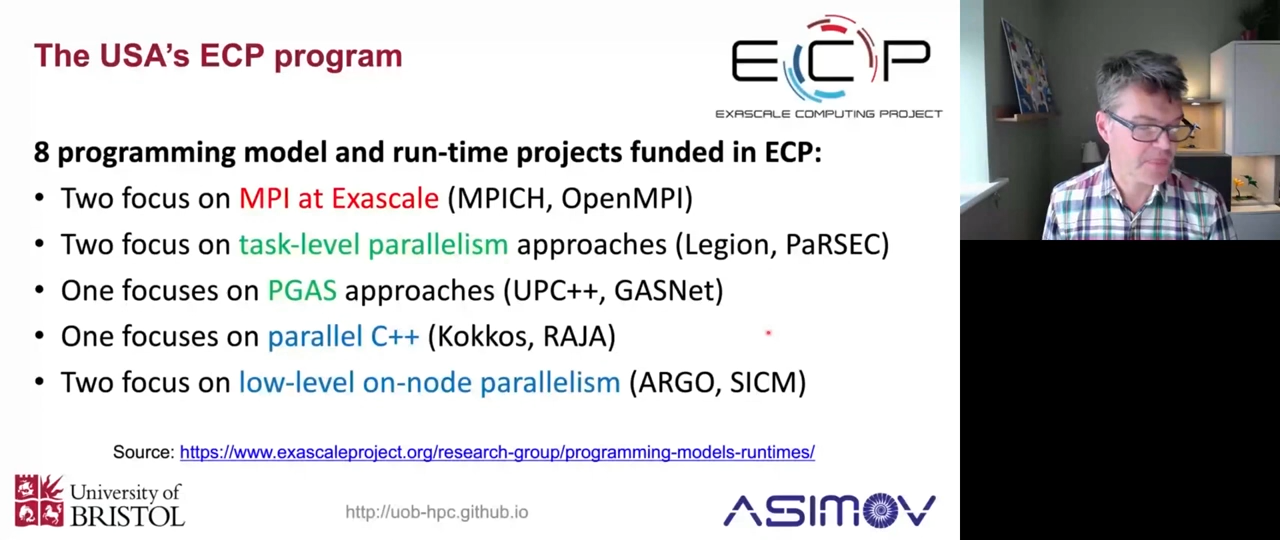 The USA's ECP program
ECP
EXASCALE COMPUTING PROJECT
8 programming model and run-time projects funded in ECP:
• Two focus on MPI at Exascale (MPICH, OpenMPI)
• Two focus on task-level parallelism approaches (Legion, PaRSEC)
• One focuses on PGAS approaches (UPC++, GASNet)
• One focuses on parallel C++ (Kokkos, RAJA)
• Two focus on low-level on-node parallelism (ARGO, SICM)
Source: https://www.exascaleproject.org/research-group/programming-models-runtimes/
University of
BRISTOL
http://uob-hpc.github.io
ASIMOV